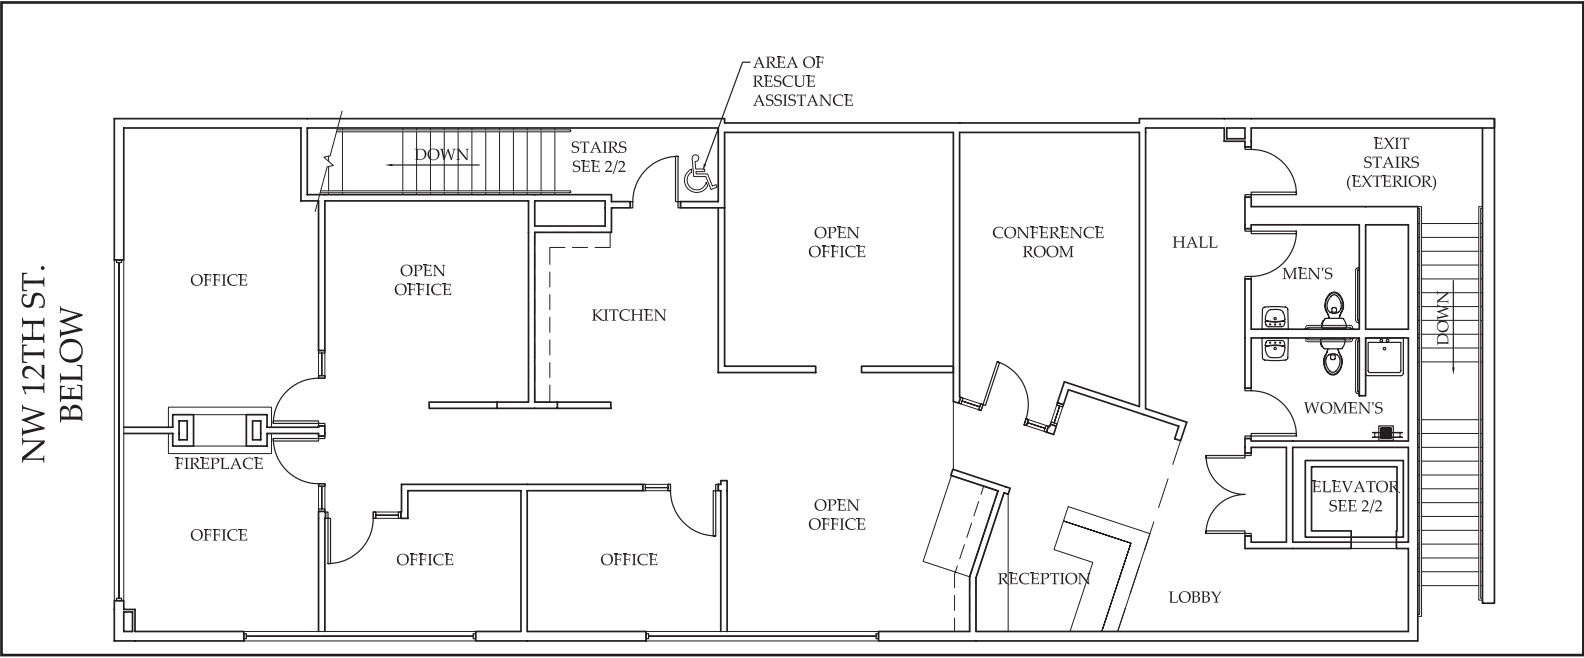 AREA OF
RESCUE
ASSISTANCE
DOWN
STAIRS
SEE 2/2
EXIT
STAIRS
(EXTERIOR)
OPEN
OFFICE
CONFERENCE
ROOM
HALL
OFFICE
OPEN
OFFICE
MEN'S
KITCHEN
DOWN
NW 12TH ST.
BELOW
WOMEN'S
FIREPLACE
ELEVATOR
SEE 2/2
OPEN
OFFICE
OFFICE
OFFICE
OFFICE
RECEPTION
LOBBY